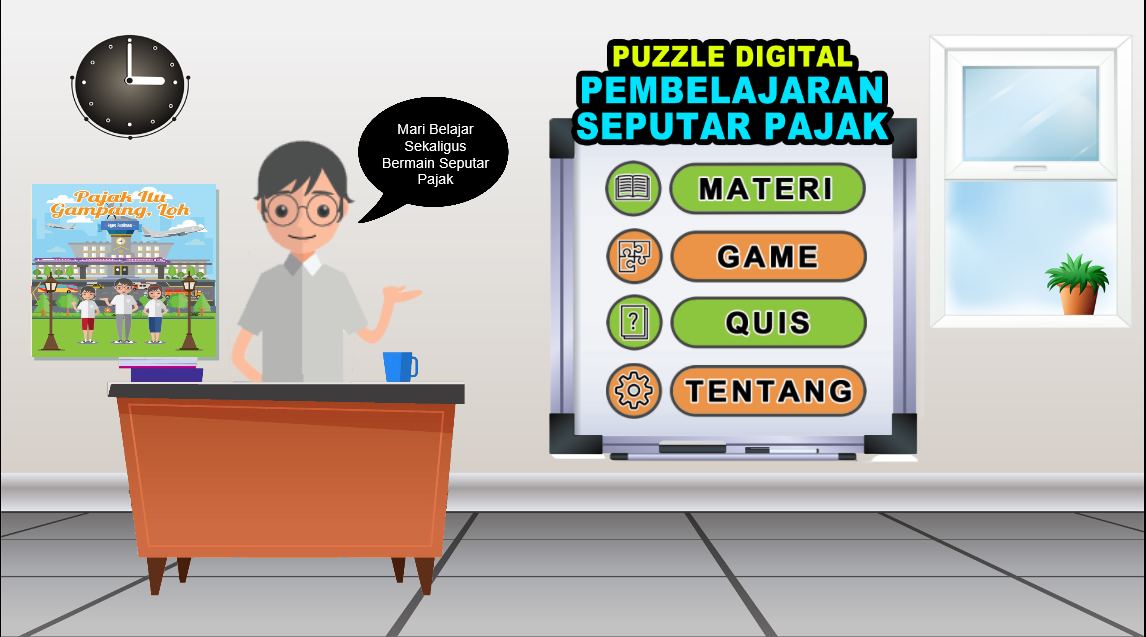 PUZZLE DIGITAL
PEMBELAJARAN
SEPUTAR PAJAK
Mari Belajar
Sekaligus
Bermain Seputar
Pajak
Pajak Itu
Gampang, Loh
MATERI
GAME
QUIS
TENTANG